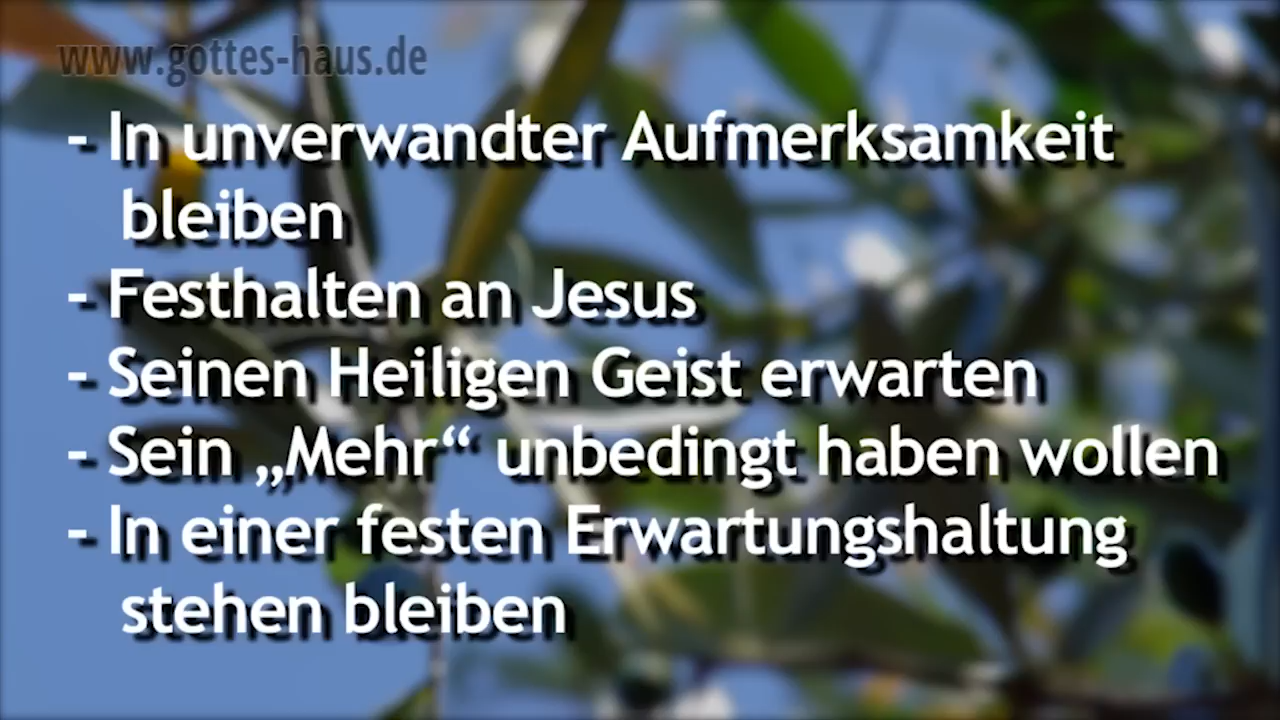 www.gottes-haus.de
- In unverwandter Aufmerksamkeit
bleiben
- Festhalten an Jesus
- Seinen Heiligen Geist erwarten
- Sein „Mehr“ unbedingt haben wollen
- In einer festen Erwartungshaltung
stehen bleiben